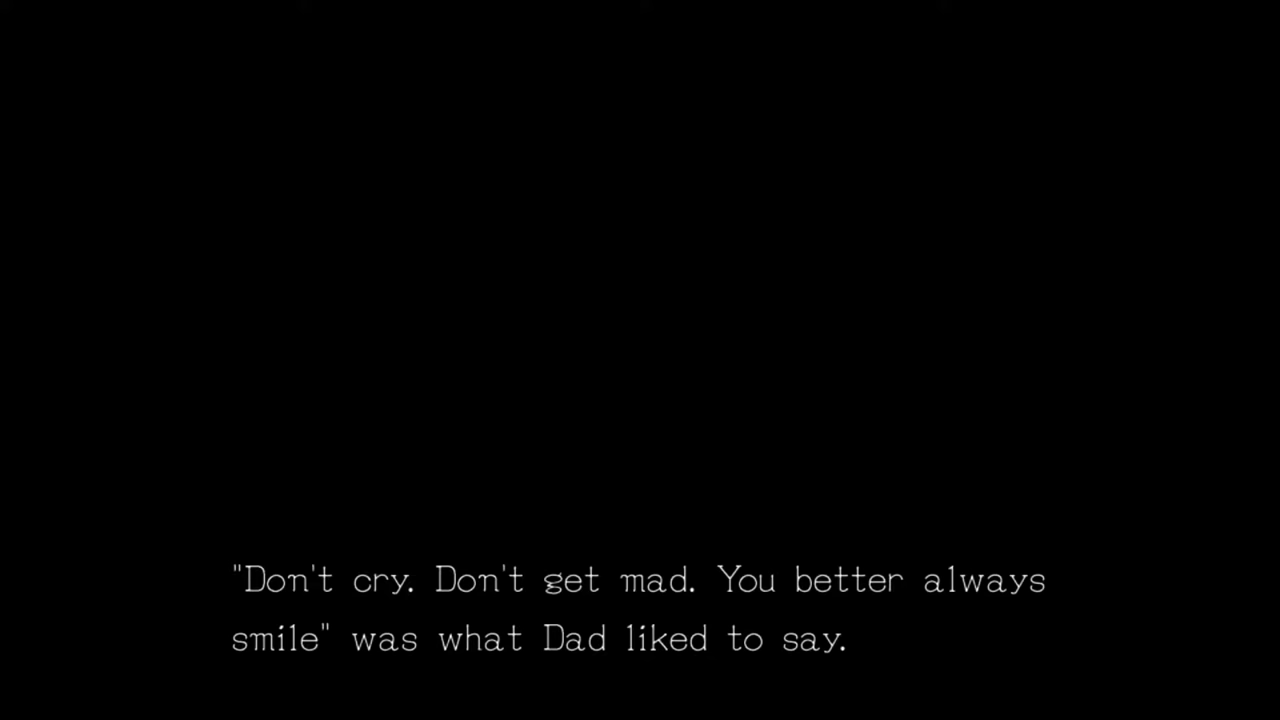 "Don't cry. Don't get mad. You better always
smile" was what Dad liked to say.